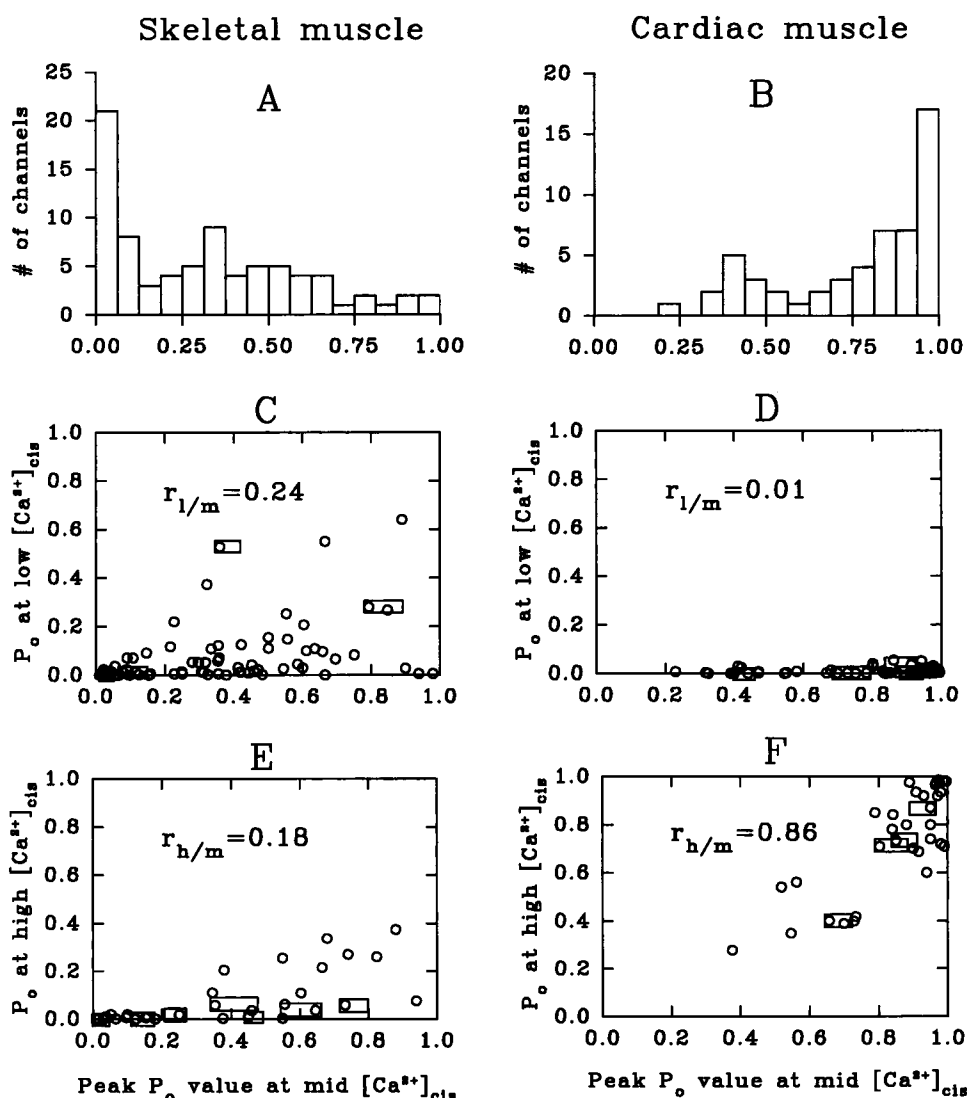 Skeletal muscle
Cardiac muscle
A
# of channels
25
20
15
10
5
0
0.00 0.25 0.50 0.75 1.00
B
# of channels
20
15
10
5
0
0.00 0.25 0.50 0.75 1.00
C
P_o at low [Ca²⁺]_cis
r_l/m=0.24
1.0
0.8
0.6
0.4
0.2
0.0
0.0 0.2 0.4 0.6 0.8 1.0
D
P_o at low [Ca²⁺]_cis
r_l/m=0.01
1.0
0.8
0.6
0.4
0.2
0.0
0.0 0.2 0.4 0.6 0.8 1.0
E
P_o at high [Ca²⁺]_cis
r_h/m=0.18
1.0
0.8
0.6
0.4
0.2
0.0
0.0 0.2 0.4 0.6 0.8 1.0
Peak P_o value at mid [Ca²⁺]_cis
F
P_o at high [Ca²⁺]_cis
r_h/m=0.86
1.0
0.8
0.6
0.4
0.2
0.0
0.0 0.2 0.4 0.6 0.8 1.0
Peak P_o value at mid [Ca²⁺]_cis